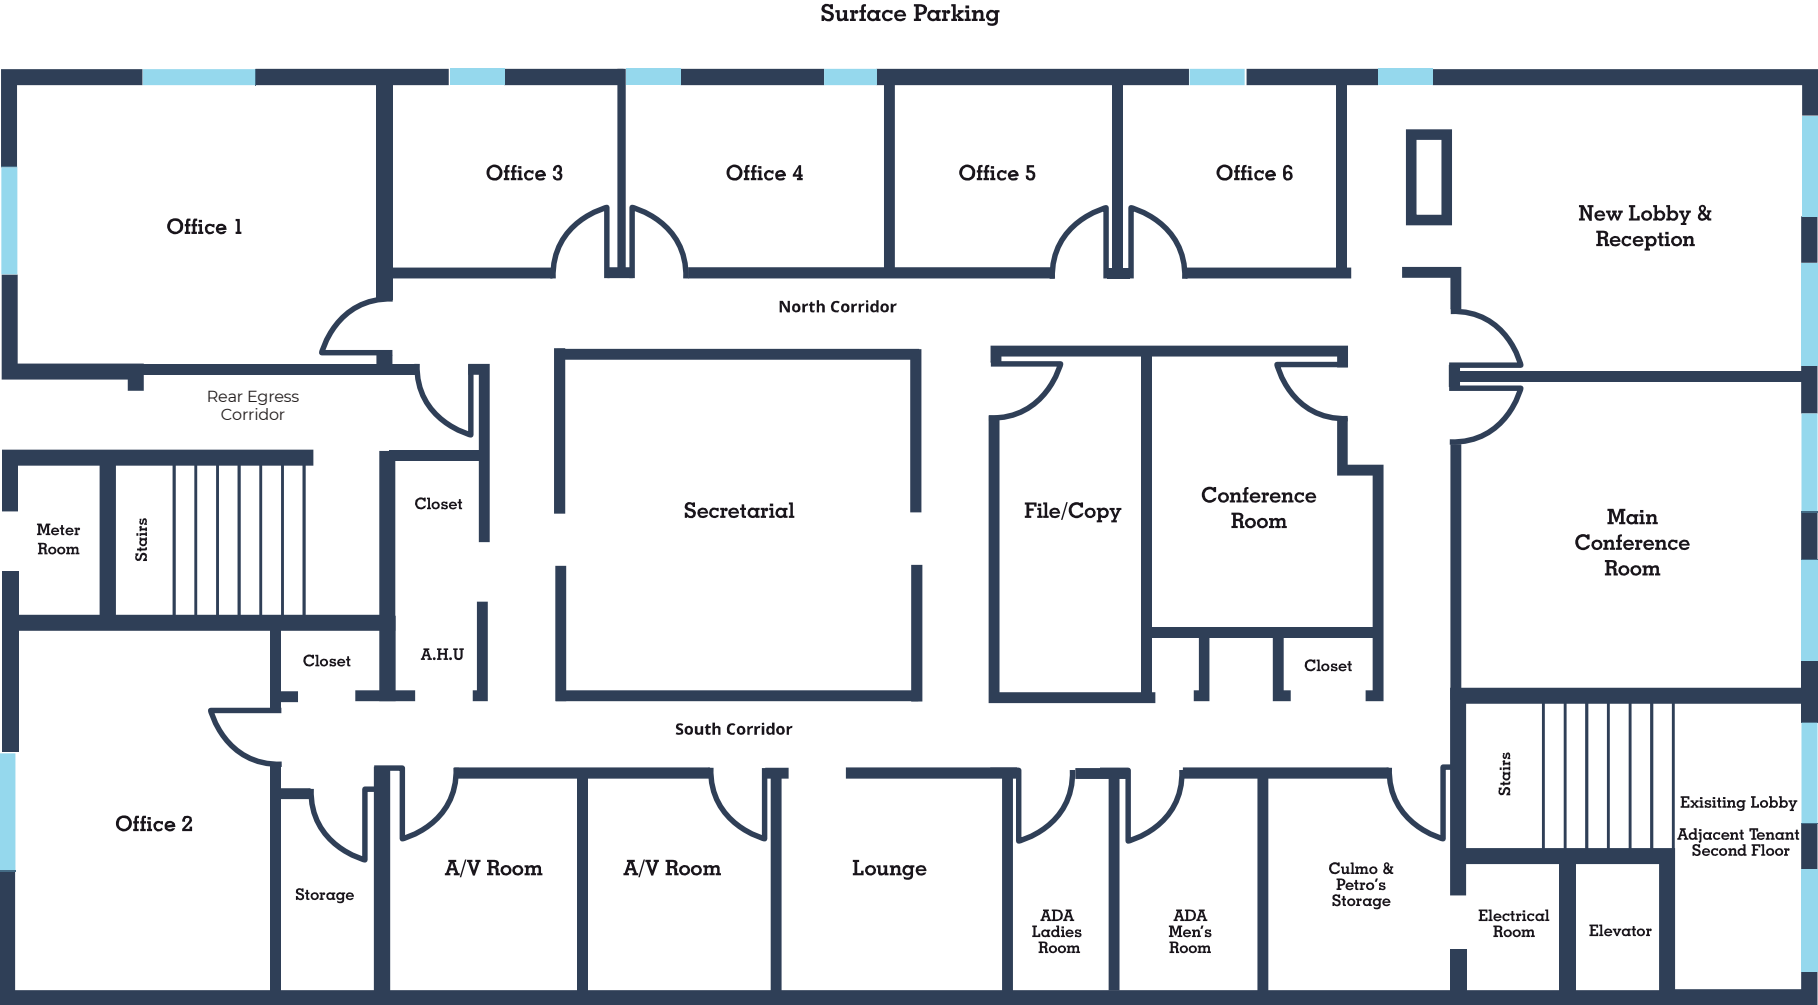 Surface Parking
Office 1
Office 3
Office 4
Office 5
Office 6
New Lobby &
Reception
North Corridor
Rear Egress
Corridor
Meter
Room
Stairs
Closet
Secretarial
File/Copy
Conference
Room
Main
Conference
Room
Closet
A.H.U
Closet
South Corridor
Office 2
Storage
A/V Room
A/V Room
Lounge
ADA
Ladies
Room
ADA
Men's
Room
Culmo &
Petro's
Storage
Stairs
Exisiting Lobby
Adjacent Tenant
Second Floor
Electrical
Room
Elevator